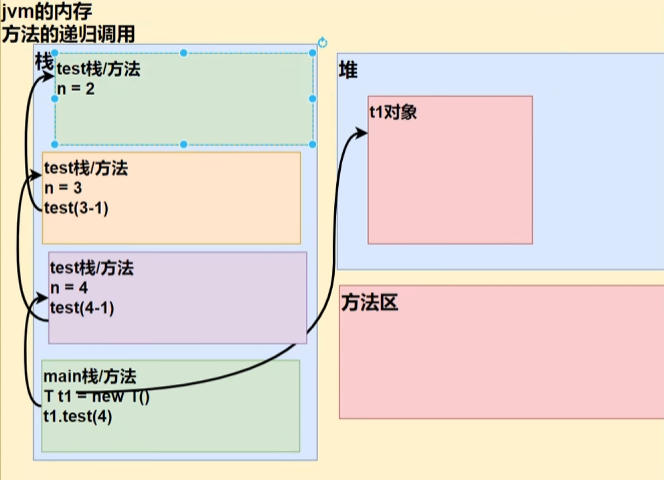 jvm的内存
方法的递归调用
栈
test栈/方法
n = 2
test栈/方法
n = 3
test(3-1)
test栈/方法
n = 4
test(4-1)
main栈/方法
T t1 = new T()
t1.test(4)
堆
t1对象
方法区